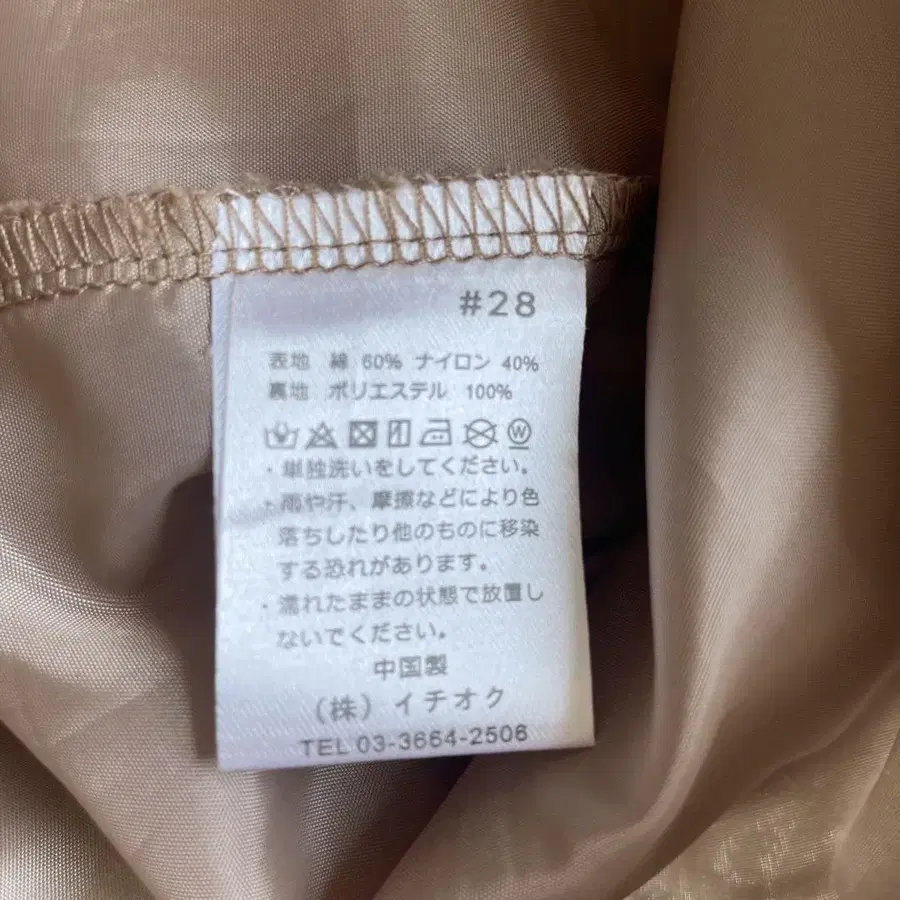 #28
表地 綿 60% ナイロン 40%
裏地 ポリエステル 100%
W
・単独洗いをしてください。
・雨や汗、摩擦などにより色
落ちしたり他のものに移染
する恐れがあります。
・濡れたままの状態で放置し
ないでください。
中国製
（株）イチオク
TEL 03-3664-2506